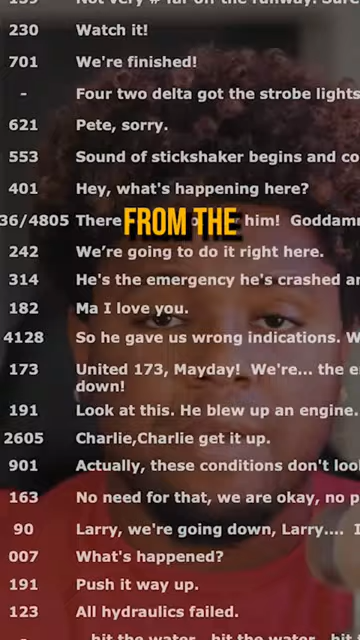 230 Watch it!
701 We're finished!
- Four two delta got the strobe lights
621 Pete, sorry.
553 Sound of stickshaker begins and co
401 Hey, what's happening here?
36/4805 There him! Goddam
FROM THE
242 We're going to do it right here.
314 He's the emergency he's crashed a
182 Ma I love you.
4128 So he gave us wrong indications. W
173 United 173, Mayday! We're... the e
down!
191 Look at this. He blew up an engine.
2605 Charlie,Charlie get it up.
901 Actually, these conditions don't loo
163 No need for that, we are okay, no p
90 Larry, we're going down, Larry....
007 What's happened?
191 Push it way up.
123 All hydraulics failed.